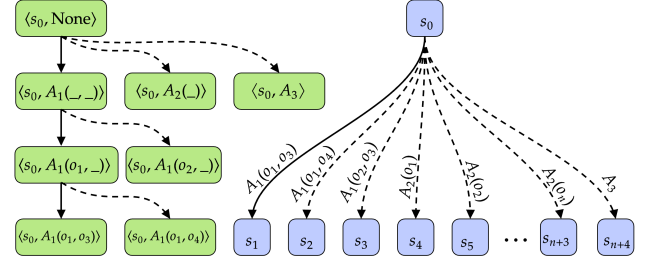 ⟨s₀, None⟩
s₀
⟨s₀, A₁(_, _)⟩ ⟨s₀, A₂(_)⟩ ⟨s₀, A₃⟩
⟨s₀, A₁(o₁, _)⟩ ⟨s₀, A₁(o₂, _)⟩
⟨s₀, A₁(o₁, o₃)⟩ ⟨s₀, A₁(o₁, o₄)⟩
A₁(o₁, o₃)
A₁(o₁, o₄)
A₁(o₂, o₃)
A₂(o₁)
A₂(o₂)
A₂(oₙ)
A₃
s₁ s₂ s₃ s₄ s₅ ••• sₙ₊₃ sₙ₊₄